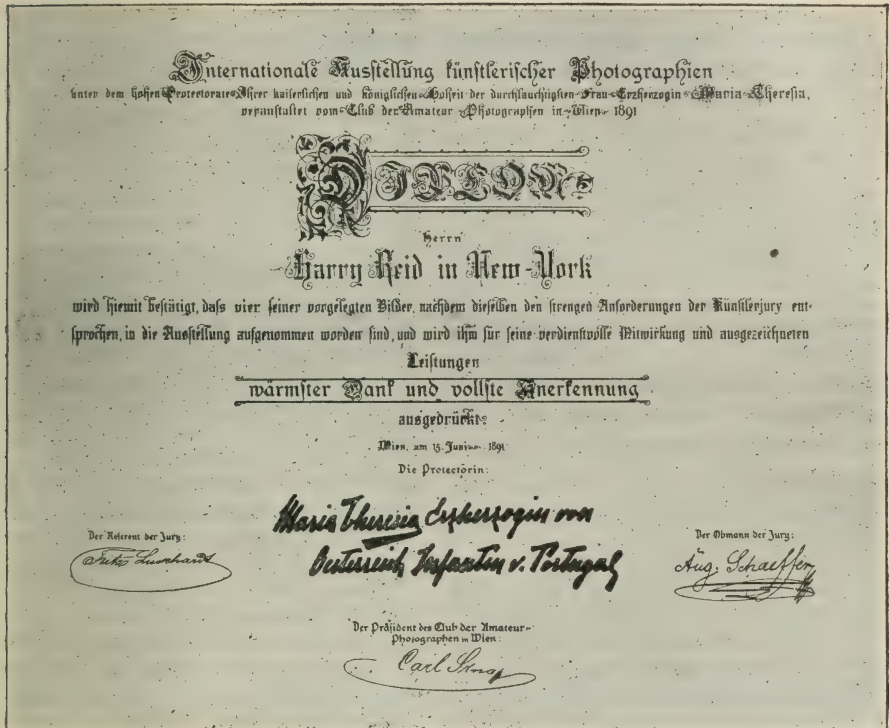 Internationale Ausstellung künstlerischer Photographien
unter dem hohen Protectorate Ihrer kaiserlichen und königlichen Hoheit der durchlauchtigsten Frau Erzherzogin Maria Theresia,
veranstaltet vom Club der Amateur Photographen in Wien 1891
DIPLOM
Herrn
Harry Reid in New-York
wird hiemit bestätigt, dass vier seiner vorgelegten Bilder, nachdem dieselben den strengen Anforderungen der Künstlerjury ent-
sprochen, in die Ausstellung aufgenommen worden sind, und wird ihm für seine verdienstvolle Mitwirkung und ausgezeichneten
Leistungen
wärmster Dank und vollste Anerkennung
ausgedrückt.
Wien, am 15. Juni 1891
Die Protectorin:
Maria Theresia Erzherzogin von
Oesterreich Infantin v. Portugal
Der Referent der Jury:
Fritz Luckhardt
Der Obmann der Jury:
Aug. Schaeffer
Der Präsident des Club der Amateur-
Photographen in Wien:
Carl Srna